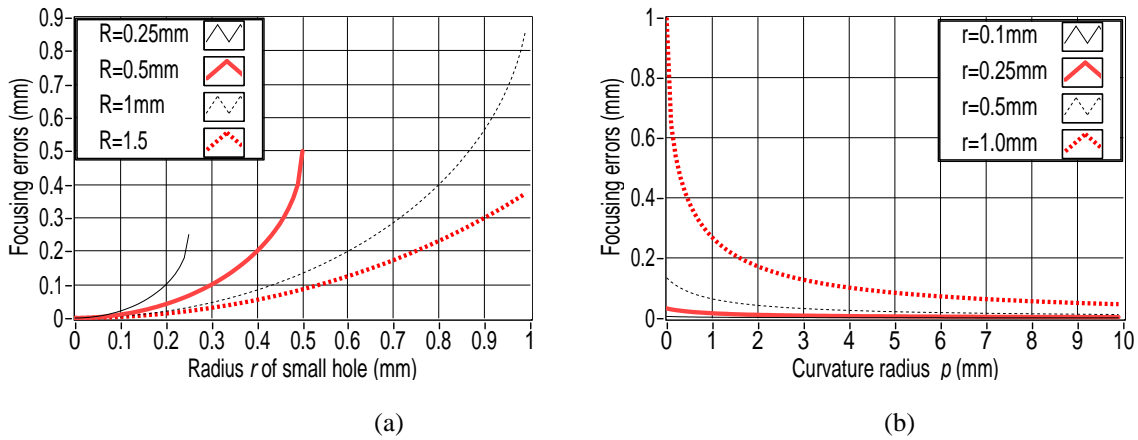 0.9
0.8
0.7
0.6
0.5
0.4
0.3
0.2
0.1
0
Focusing errors (mm)
R=0.25mm
R=0.5mm
R=1mm
R=1.5
0 0.1 0.2 0.3 0.4 0.5 0.6 0.7 0.8 0.9 1
Radius r of small hole (mm)
(a)
1
0.8
0.6
0.4
0.2
0
Focusing errors (mm)
r=0.1mm
r=0.25mm
r=0.5mm
r=1.0mm
0 1 2 3 4 5 6 7 8 9 10
Curvature radius p (mm)
(b)